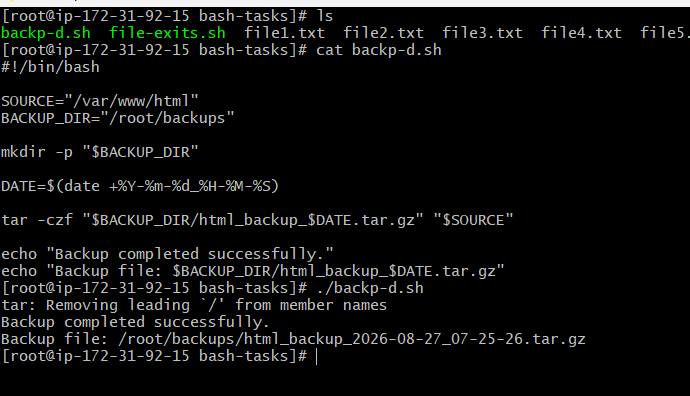 [root@ip-172-31-92-15 bash-tasks]# ls
backp-d.sh  file-exits.sh  file1.txt  file2.txt  file3.txt  file4.txt  file5.
[root@ip-172-31-92-15 bash-tasks]# cat backp-d.sh
#!/bin/bash

SOURCE="/var/www/html"
BACKUP_DIR="/root/backups"

mkdir -p "$BACKUP_DIR"

DATE=$(date +%Y-%m-%d_%H-%M-%S)

tar -czf "$BACKUP_DIR/html_backup_$DATE.tar.gz" "$SOURCE"

echo "Backup completed successfully."
echo "Backup file: $BACKUP_DIR/html_backup_$DATE.tar.gz"
[root@ip-172-31-92-15 bash-tasks]# ./backp-d.sh
tar: Removing leading `/' from member names
Backup completed successfully.
Backup file: /root/backups/html_backup_2026-08-27_07-25-26.tar.gz
[root@ip-172-31-92-15 bash-tasks]#